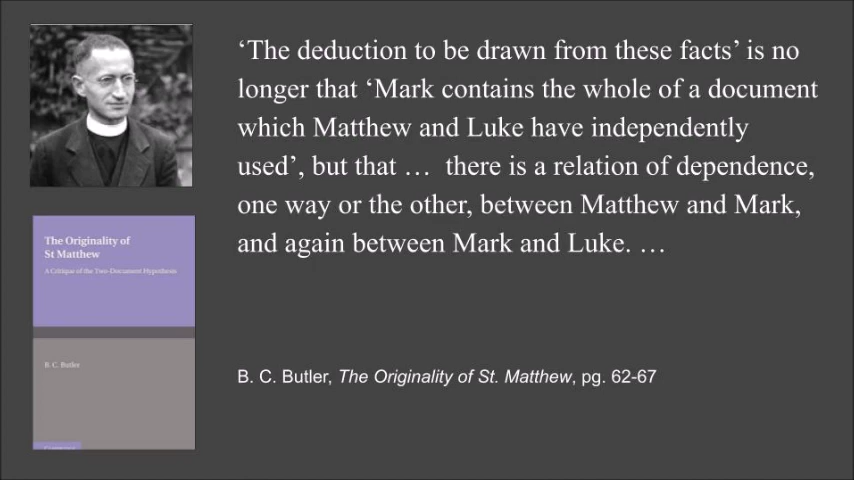 ‘The deduction to be drawn from these facts’ is no
longer that ‘Mark contains the whole of a document
which Matthew and Luke have independently
used’, but that … there is a relation of dependence,
one way or the other, between Matthew and Mark,
and again between Mark and Luke. …
The Originality of
St Matthew
A Critique of the Two-Document Hypothesis
B. C. Butler
B. C. Butler, The Originality of St. Matthew, pg. 62-67